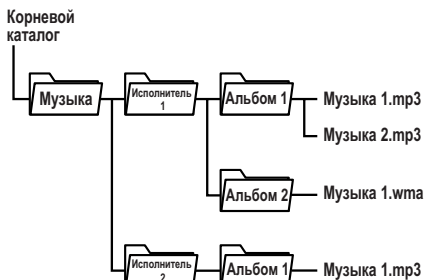 Корневой
каталог
Музыка
Исполнитель
1
Альбом 1
Музыка 1.mp3
Музыка 2.mp3
Альбом 2
Музыка 1.wma
Исполнитель
2
Альбом 1
Музыка 1.mp3